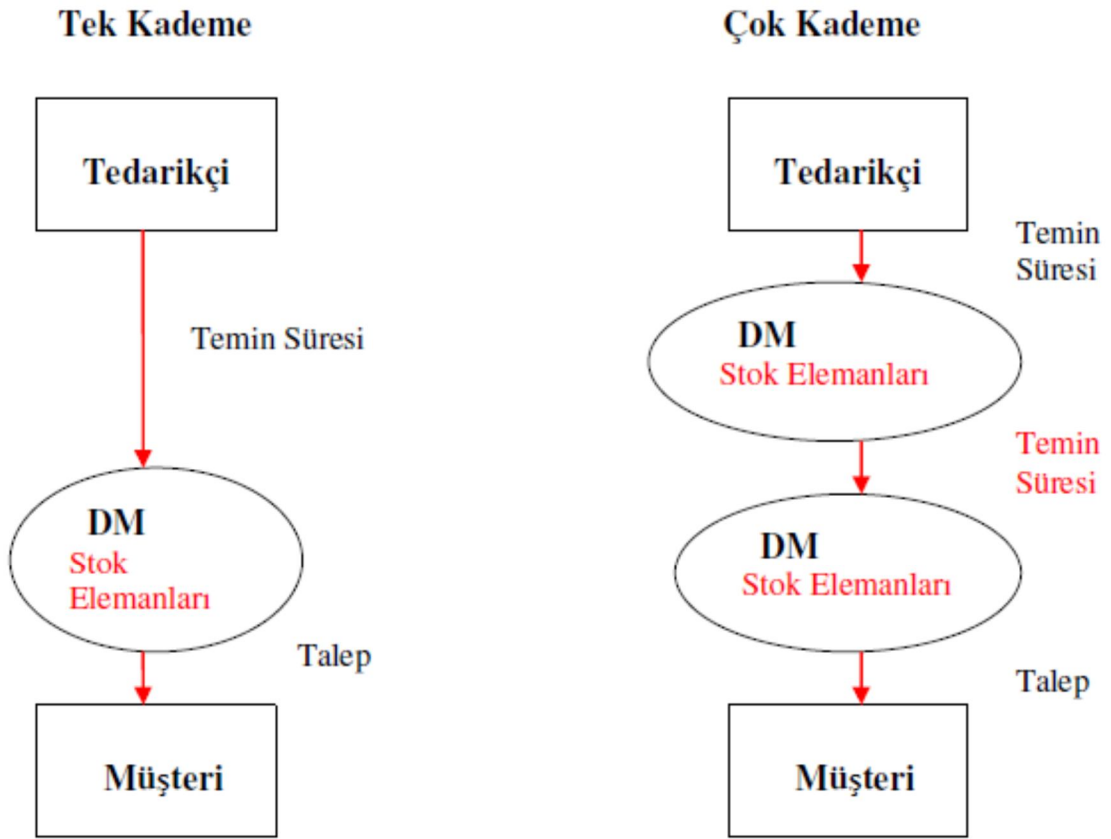 Tek Kademe
Tedarikçi
Temin Süresi
DM
Stok
Elemanları
Talep
Müşteri
Çok Kademe
Tedarikçi
Temin
Süresi
DM
Stok Elemanları
Temin
Süresi
DM
Stok Elemanları
Talep
Müşteri